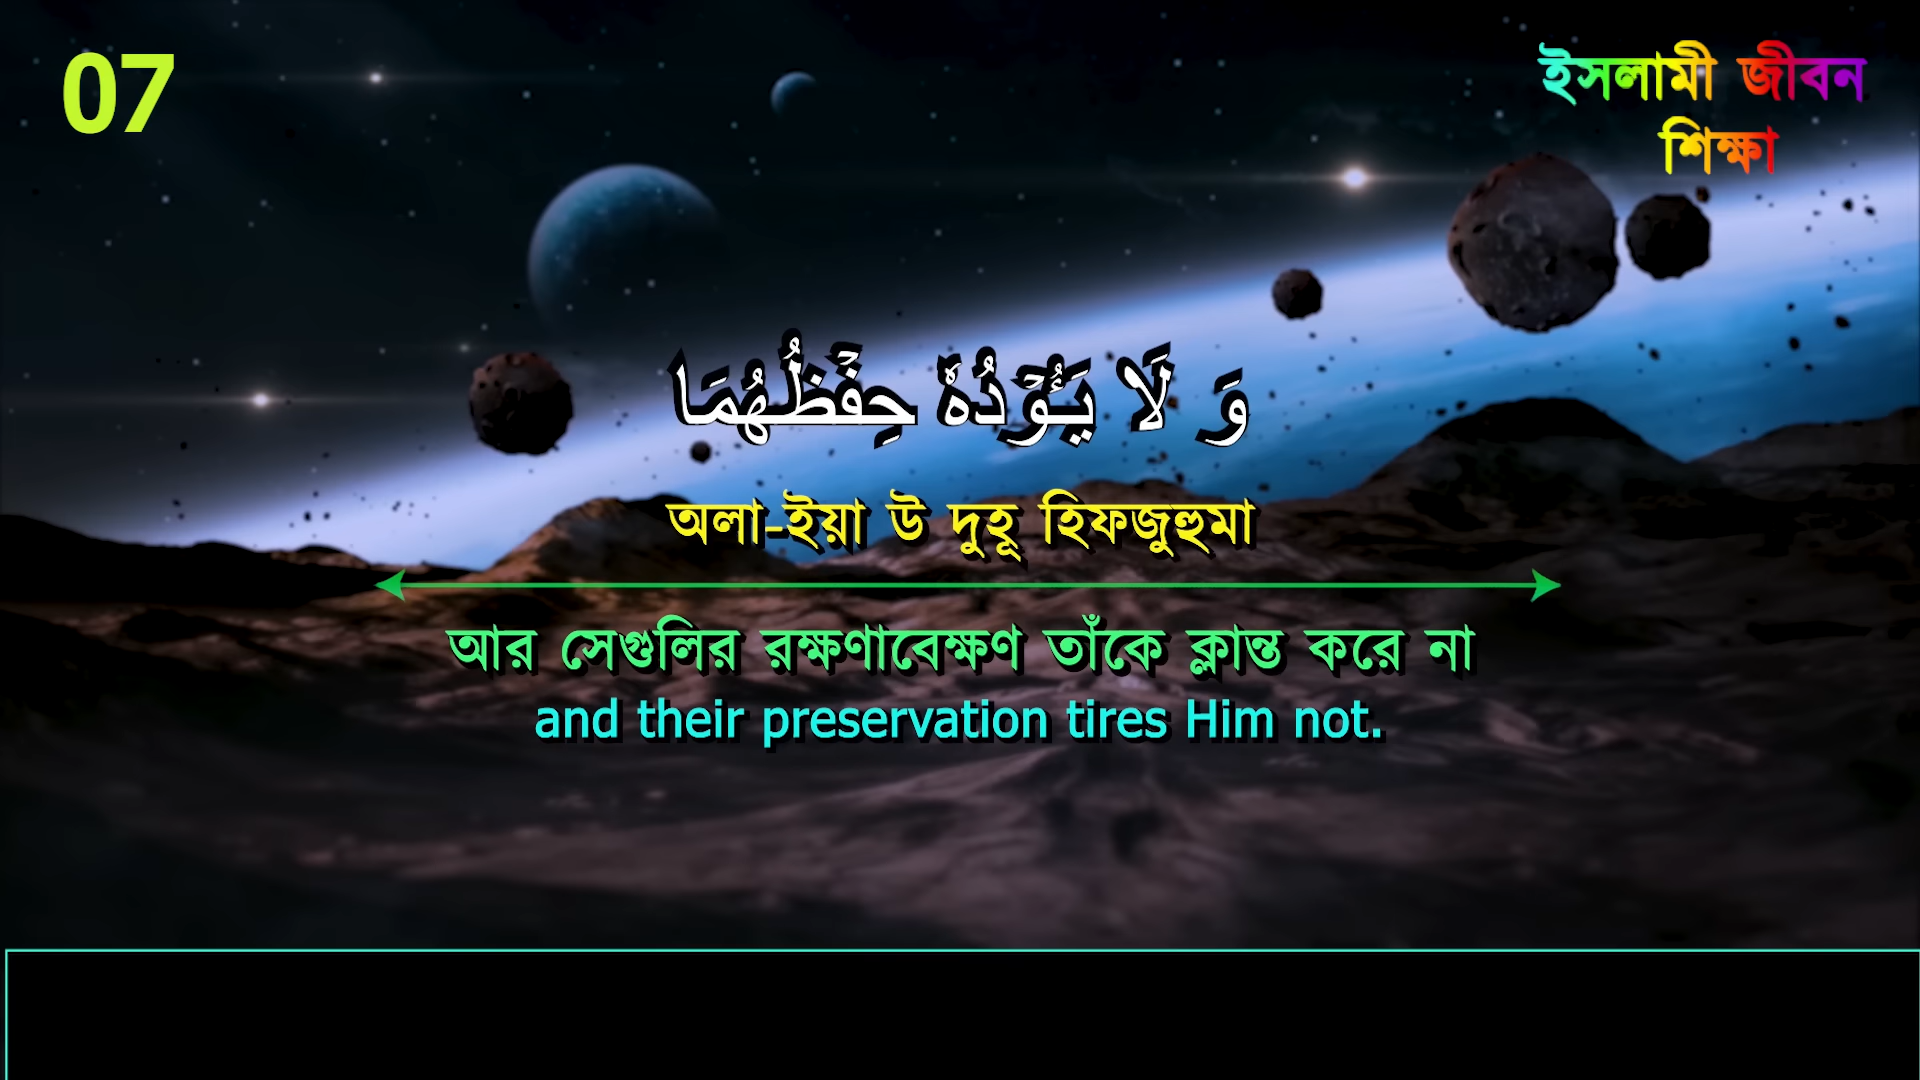 07
ইসলামী জীবন
শিক্ষা
وَ لَا يَـُٔوۡدُهٗ حِفۡظُهُمَا
অলা-ইয়া উ দুহূ হিফজুহুমা
আর সেগুলির রক্ষণাবেক্ষণ তাঁকে ক্লান্ত করে না
and their preservation tires Him not.